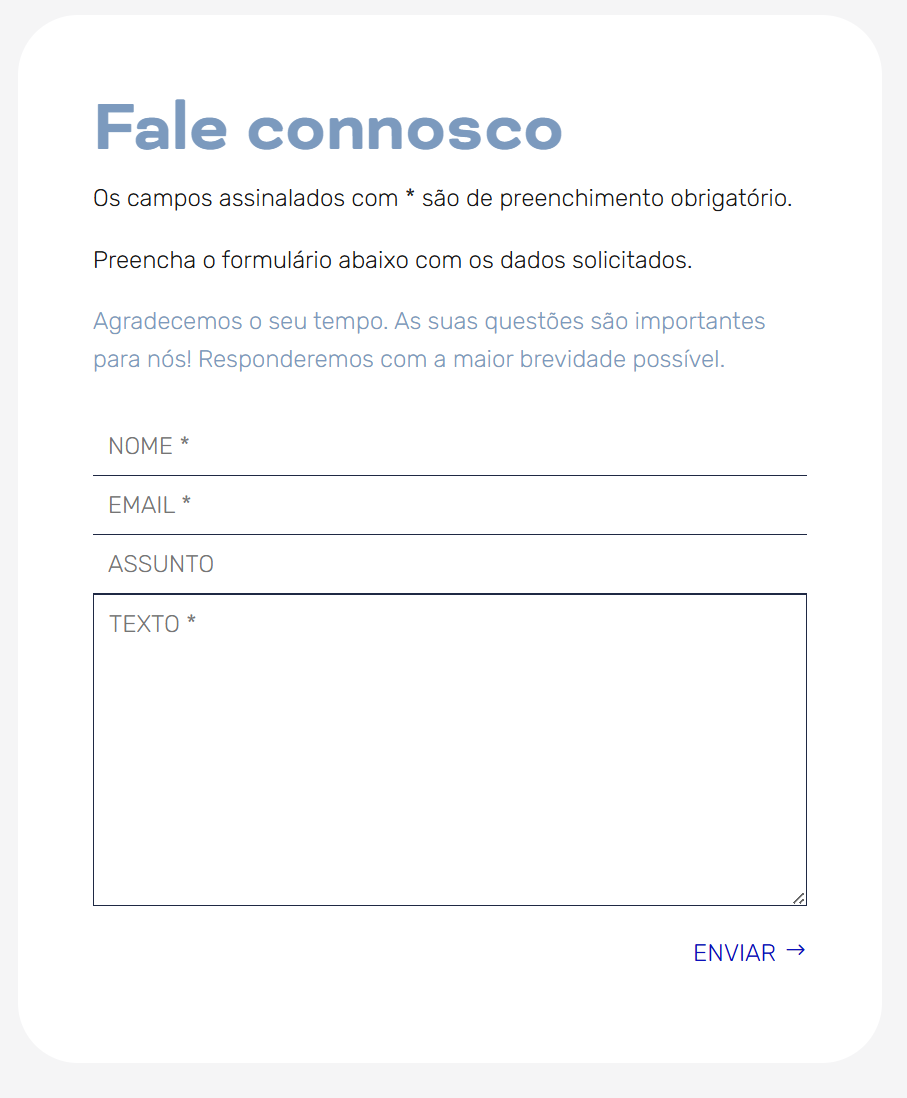 Fale connosco
Os campos assinalados com * são de preenchimento obrigatório.
Preencha o formulário abaixo com os dados solicitados.
Agradecemos o seu tempo. As suas questões são importantes
para nós! Responderemos com a maior brevidade possível.
NOME *
EMAIL *
ASSUNTO
TEXTO *
ENVIAR →